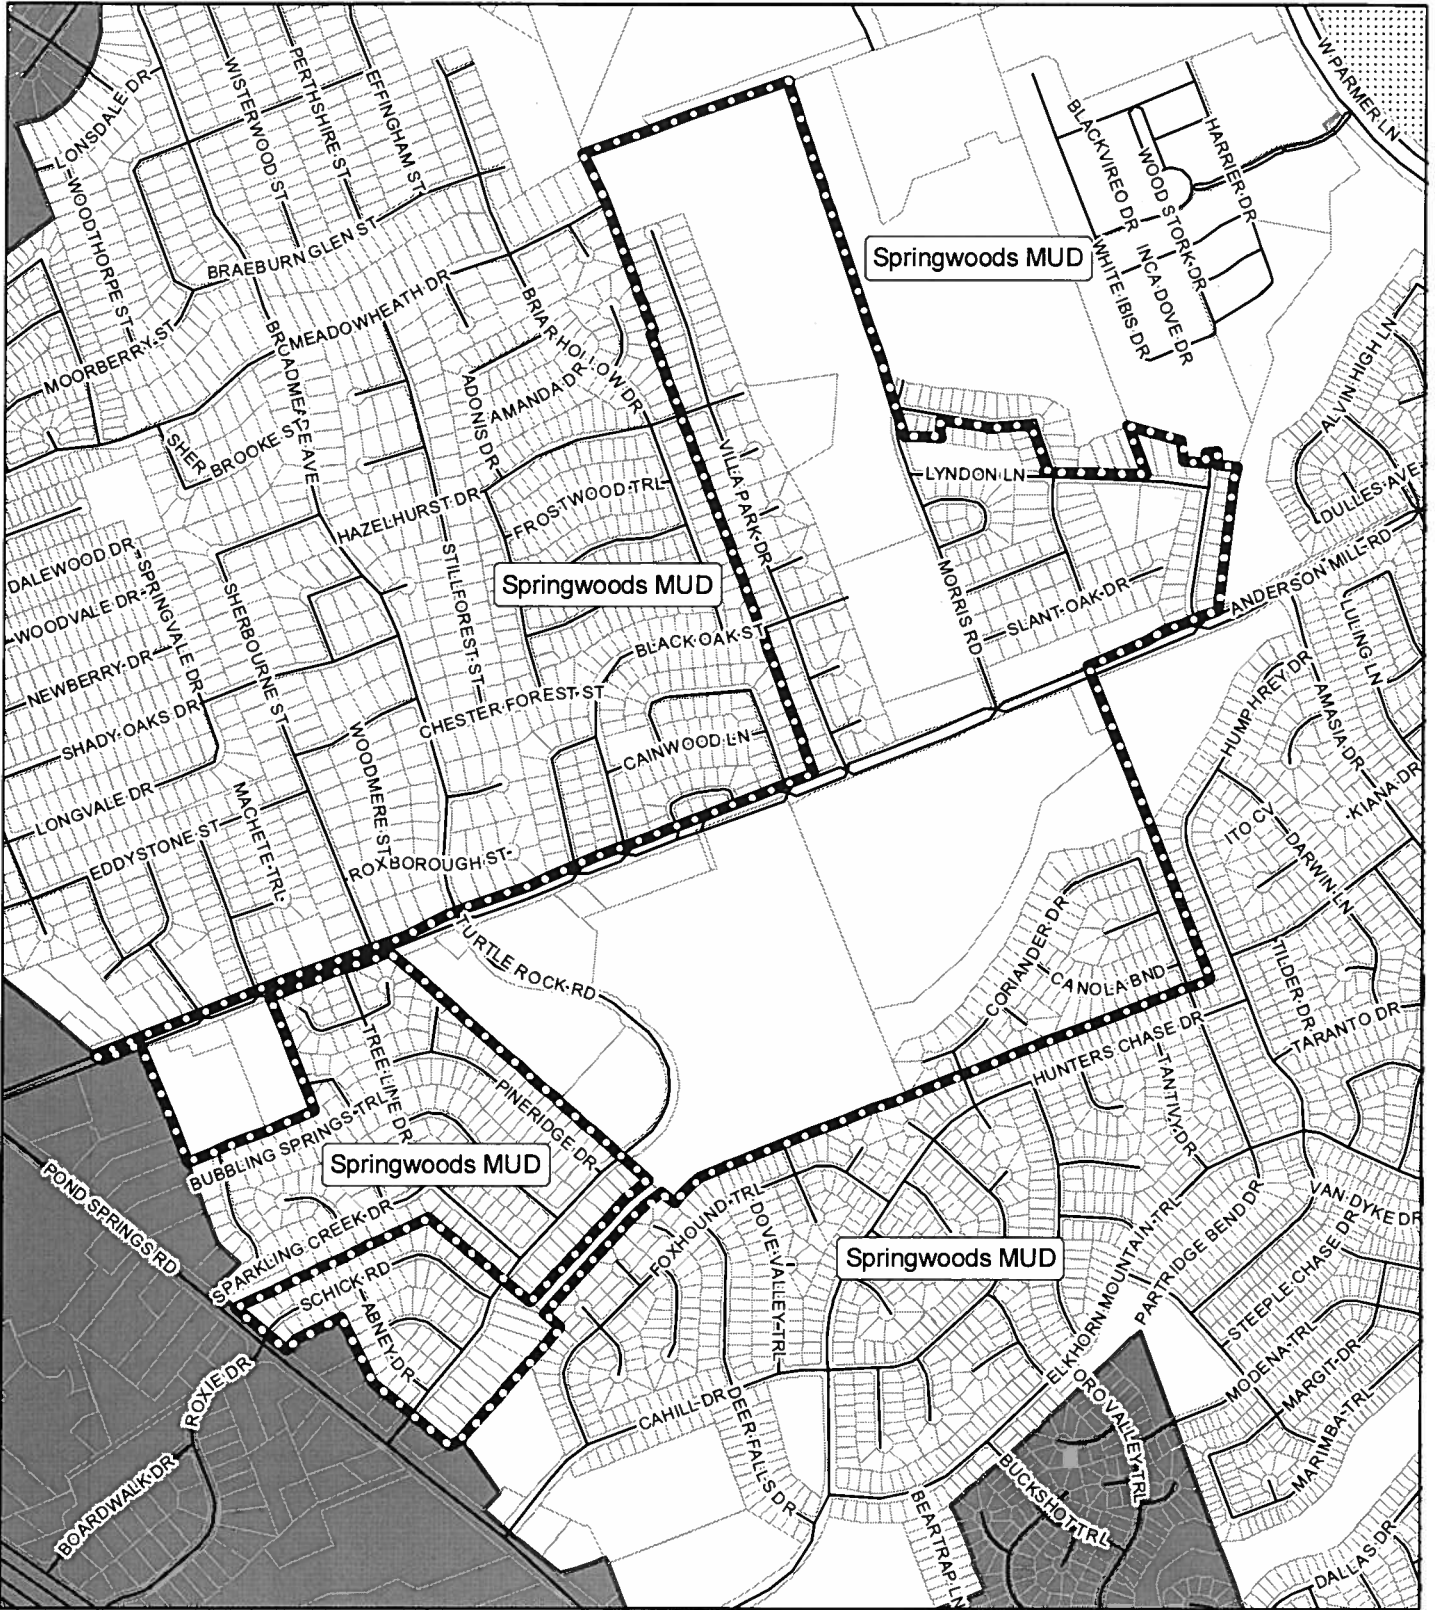 W PARMER LN
LONSDALE DR
WISTERWOOD ST
PERTHSHIRE ST
EFFINGHAM ST
BLACKVIREO DR
WOOD STORK DR
HARRIER DR
WOODTHORPE ST
BRAEBURN GLEN ST
Springwoods MUD
WHITE IBIS DR
INCA DOVE DR
MOORBERRY ST
BROADMEADE AVE
MEADOWHEATH DR
BRIAR HOLLOW DR
ALVIN HIGH LN
ADONIS DR
AMANDA DR
SHERBROOKE ST
VILLA PARK DR
LYNDON LN
DULLES AVE
HAZELHURST DR
FROSTWOOD TRL
DALEWOOD DR
SPRINGVALE DR
STILLFOREST ST
Springwoods MUD
MORRIS RD
ANDERSON MILL RD
WOODVALE DR
SHERBOURNE ST
SLANT OAK DR
LULING LN
NEWBERRY DR
BLACK OAK ST
SHADY OAKS DR
CHESTER FOREST ST
HUMPHREY DR
AMASIA DR
WOODMERE ST
CAINWOOD LN
KIANA DR
LONGVALE DR
MACHETE TRL
EDDYSTONE ST
ROXBOROUGH ST
ITO CV
DARWIN LN
TURTLE ROCK RD
CORIANDER DR
CANOLA BND
TILDER DR
TARANTO DR
HUNTERS CHASE DR
TREE LINE DR
PINERIDGE DR
TANTIVY DR
BUBBLING SPRINGS TRL
Springwoods MUD
POND SPRINGS RD
SPARKLING CREEK DR
FOXHOUND TRL
DOVE VALLEY TRL
VAN DYKE DR
Springwoods MUD
ELKHORN MOUNTAIN TRL
PARTRIDGE BEND DR
STEEPLE CHASE DR
SCHICK RD
ABNEY DR
ROXIE DR
MODENA TRL
MARGIT DR
MARIMBA TRL
CAHILL DR
DEER FALLS DR
ORO VALLEY TRL
BOARDWALK DR
BUCKSHOT TRL
BEARTRAP LN
DALLAS DR